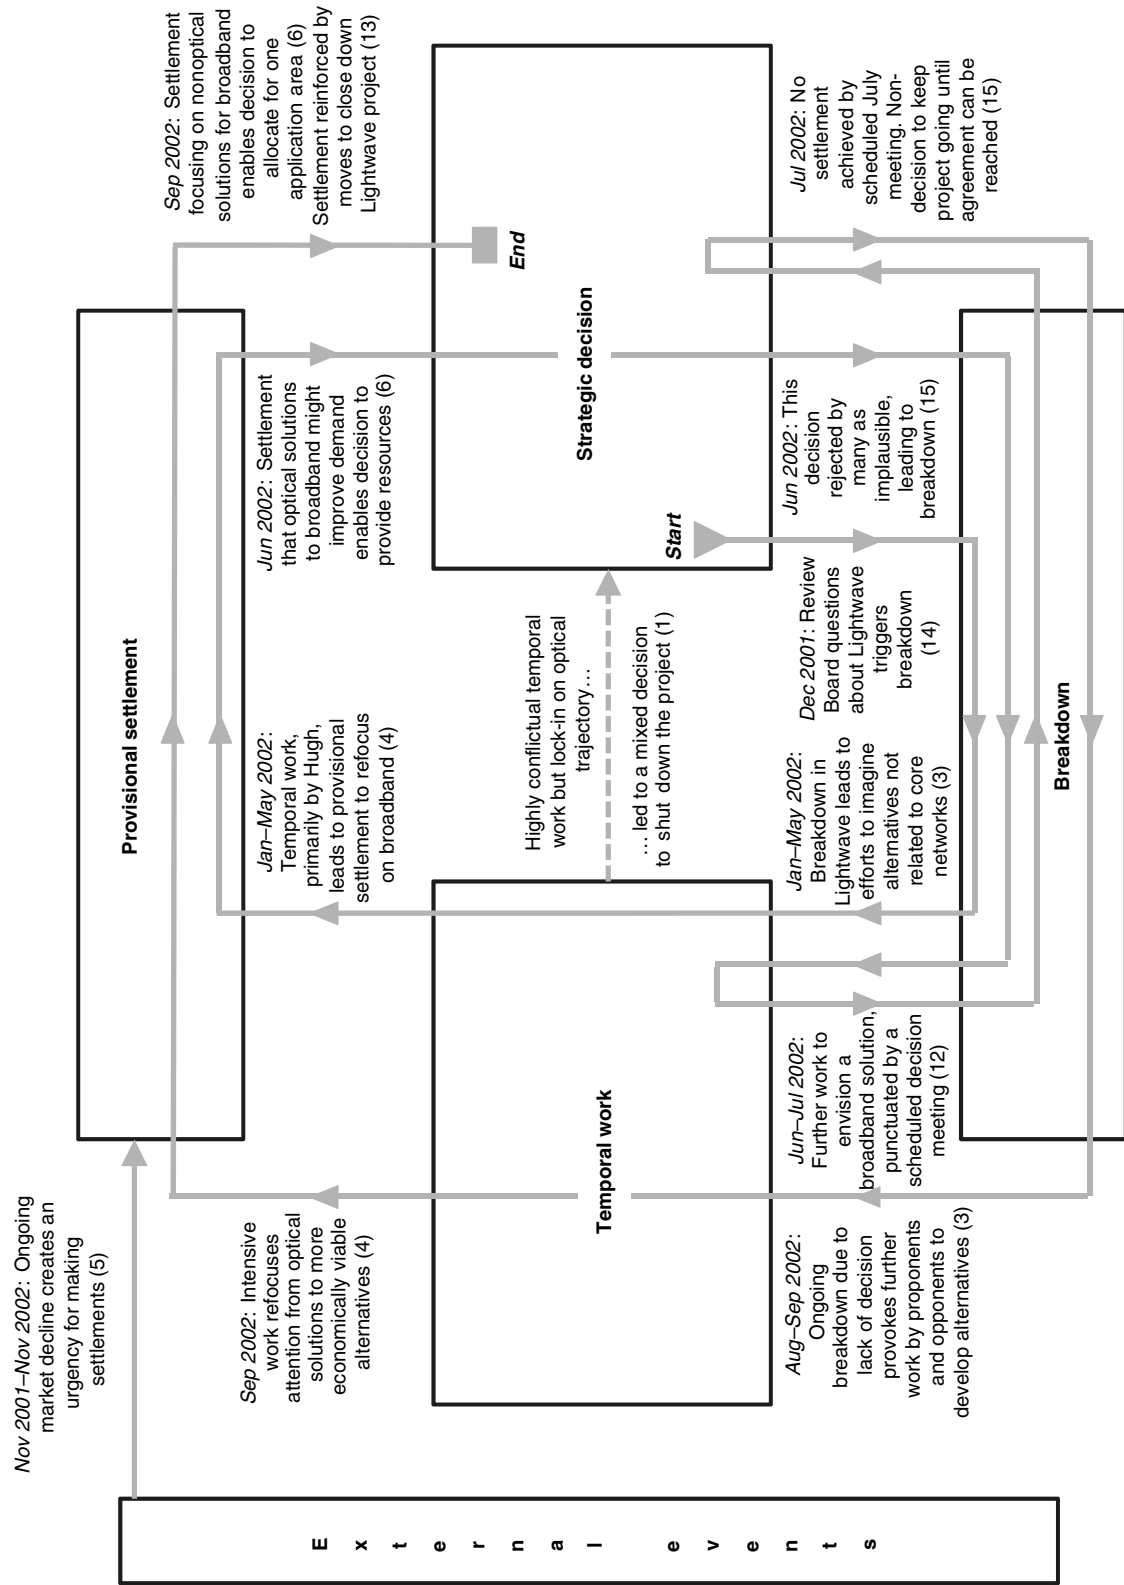 Nov 2001–Nov 2002: Ongoing
market decline creates an
urgency for making
settlements (5)
Sep 2002: Settlement
focusing on nonoptical
solutions for broadband
enables decision to
allocate for one
application area (6)
Settlement reinforced by
moves to close down
Lightwave project (13)
Provisional settlement
Sep 2002: Intensive
work refocuses
attention from optical
solutions to more
economically viable
alternatives (4)
Jan–May 2002:
Temporal work,
primarily by Hugh,
leads to provisional
settlement to refocus
on broadband (4)
Jun 2002: Settlement
that optical solutions
to broadband might
improve demand
enables decision to
provide resources (6)
External events
Temporal work
Highly conflictual temporal
work but lock-in on optical
trajectory…
… led to a mixed decision
to shut down the project (1)
Strategic decision
End
Start
Aug–Sep 2002:
Ongoing
breakdown due to
lack of decision
provokes further
work by proponents
and opponents to
develop alternatives (3)
Jun–Jul 2002:
Further work to
envision a
broadband solution,
punctuated by a
scheduled decision
meeting (12)
Jan–May 2002:
Breakdown in
Lightwave leads to
efforts to imagine
alternatives not
related to core
networks (3)
Dec 2001: Review
Board questions
about Lightwave
triggers
breakdown
(14)
Jun 2002: This
decision
rejected by
many as
implausible,
leading to
breakdown (15)
Jul 2002: No
settlement
achieved by
scheduled July
meeting. Non-
decision to keep
project going until
agreement can be
reached (15)
Breakdown